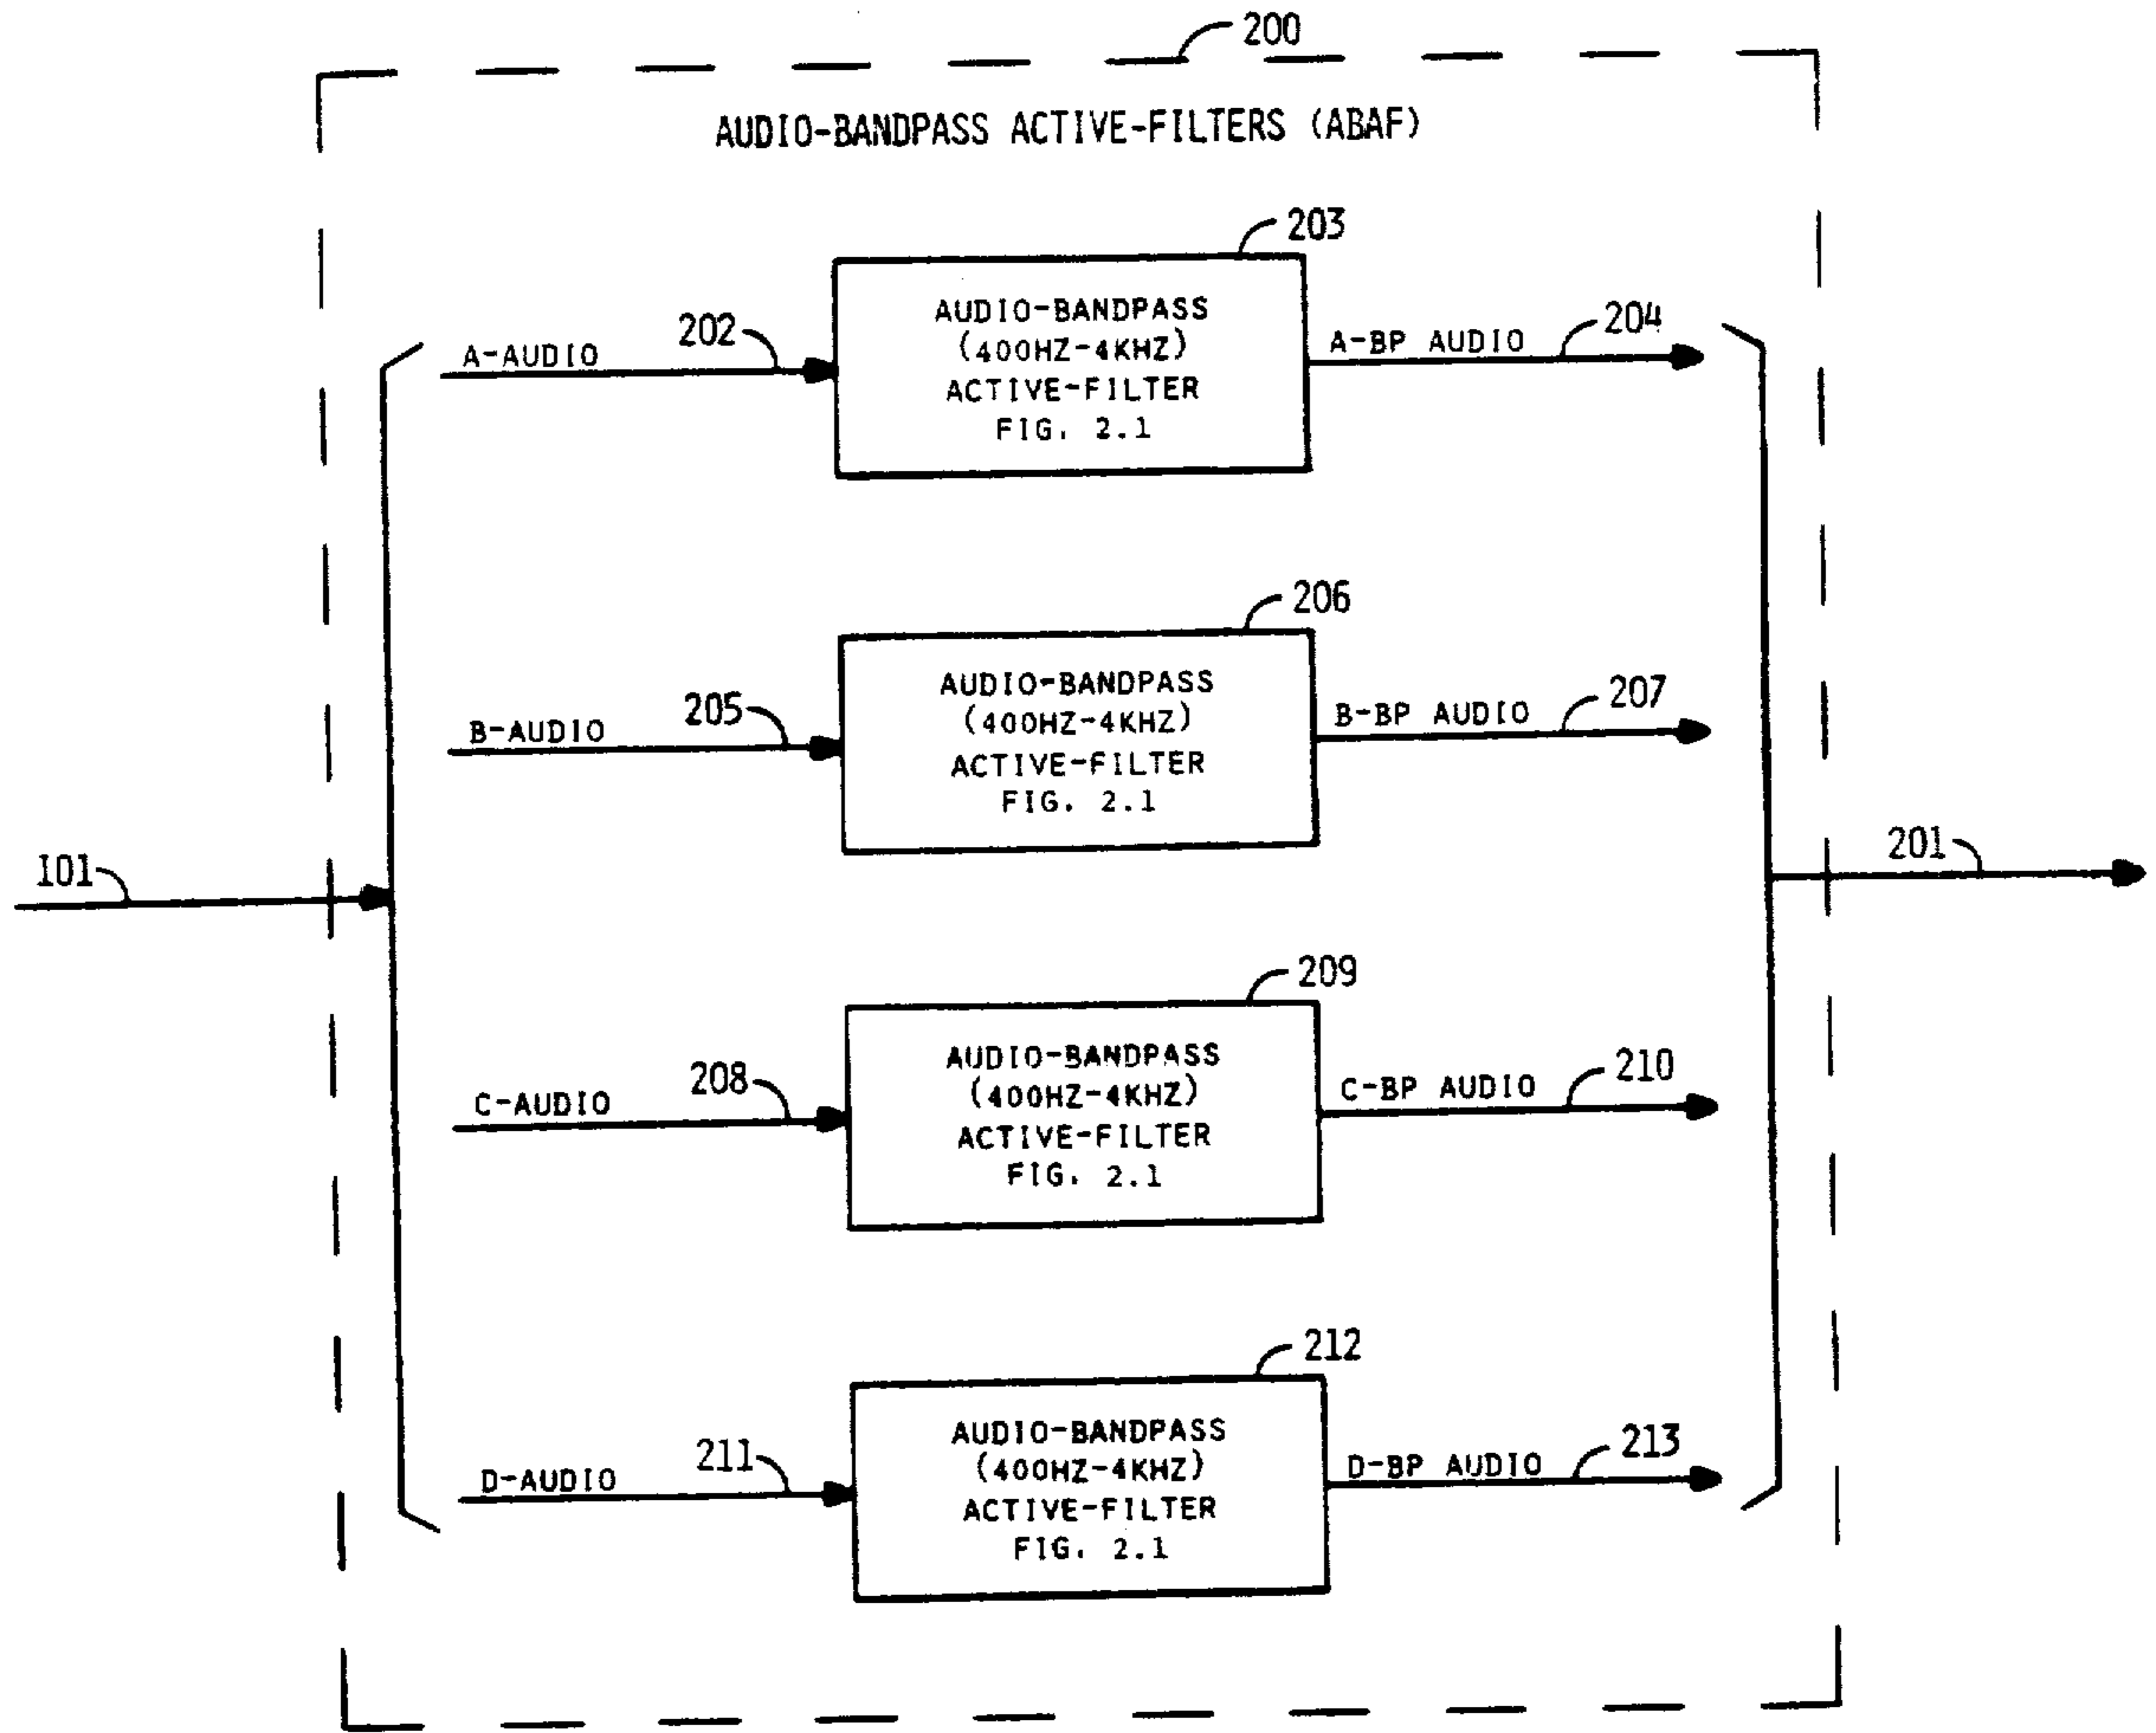 200
AUDIO-BANDPASS ACTIVE-FILTERS (ABAF)
203
AUDIO-BANDPASS
(400HZ-4KHZ)
ACTIVE-FILTER
FIG. 2.1
A-AUDIO
202
A-BP AUDIO
204
206
AUDIO-BANDPASS
(400HZ-4KHZ)
ACTIVE-FILTER
FIG. 2.1
B-AUDIO
205
B-BP AUDIO
207
101
201
209
AUDIO-BANDPASS
(400HZ-4KHZ)
ACTIVE-FILTER
FIG. 2.1
C-AUDIO
208
C-BP AUDIO
210
212
AUDIO-BANDPASS
(400HZ-4KHZ)
ACTIVE-FILTER
FIG. 2.1
D-AUDIO
211
D-BP AUDIO
213